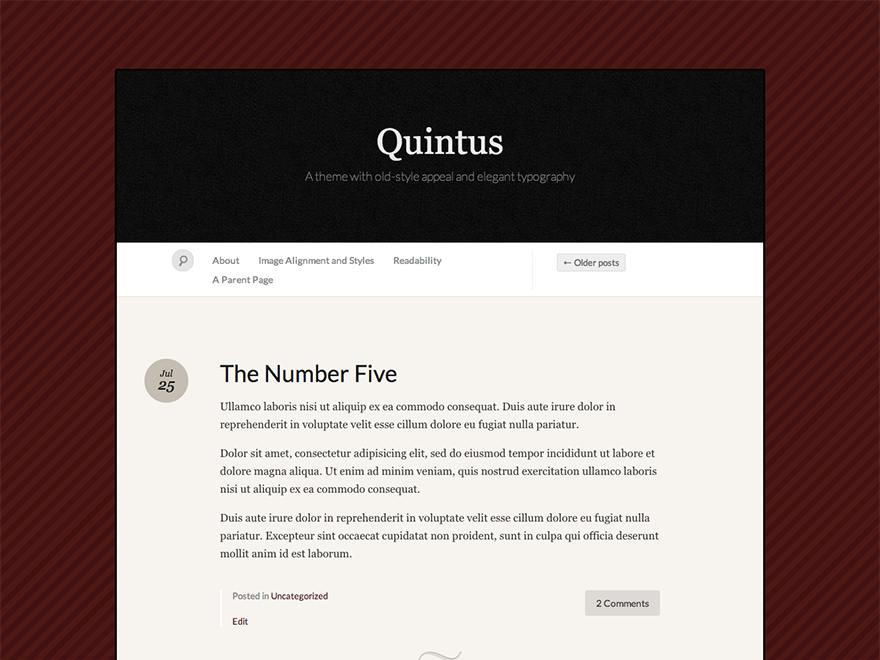 Quintus
A theme with old-style appeal and elegant typography
About Image Alignment and Styles Readability
A Parent Page
← Older posts
Jul
25
The Number Five
Ullamco laboris nisi ut aliquip ex ea commodo consequat. Duis aute irure dolor in
reprehenderit in voluptate velit esse cillum dolore eu fugiat nulla pariatur.
Dolor sit amet, consectetur adipisicing elit, sed do eiusmod tempor incididunt ut labore et
dolore magna aliqua. Ut enim ad minim veniam, quis nostrud exercitation ullamco laboris
nisi ut aliquip ex ea commodo consequat.
Duis aute irure dolor in reprehenderit in voluptate velit esse cillum dolore eu fugiat nulla
pariatur. Excepteur sint occaecat cupidatat non proident, sunt in culpa qui officia deserunt
mollit anim id est laborum.
Posted in Uncategorized
2 Comments
Edit